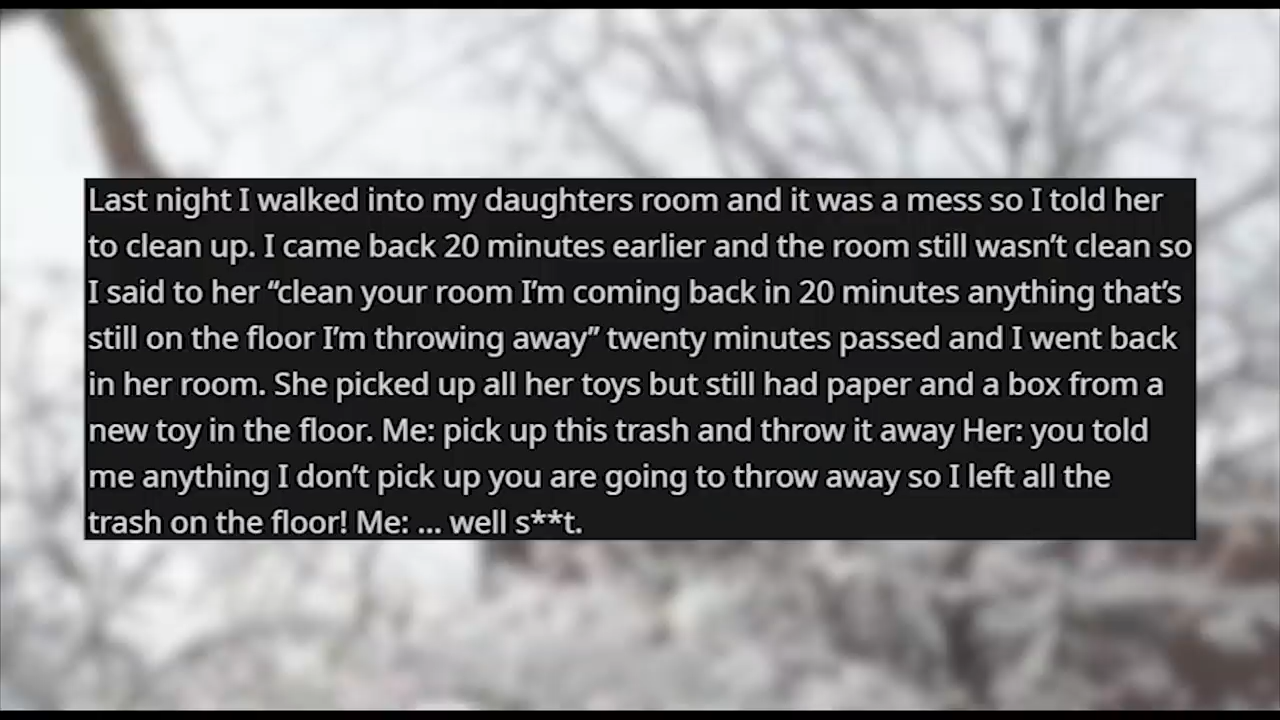 Last night I walked into my daughters room and it was a mess so I told her
to clean up. I came back 20 minutes earlier and the room still wasn’t clean so
I said to her “clean your room I’m coming back in 20 minutes anything that’s
still on the floor I’m throwing away” twenty minutes passed and I went back
in her room. She picked up all her toys but still had paper and a box from a
new toy in the floor. Me: pick up this trash and throw it away Her: you told
me anything I don’t pick up you are going to throw away so I left all the
trash on the floor! Me: ... well s**t.